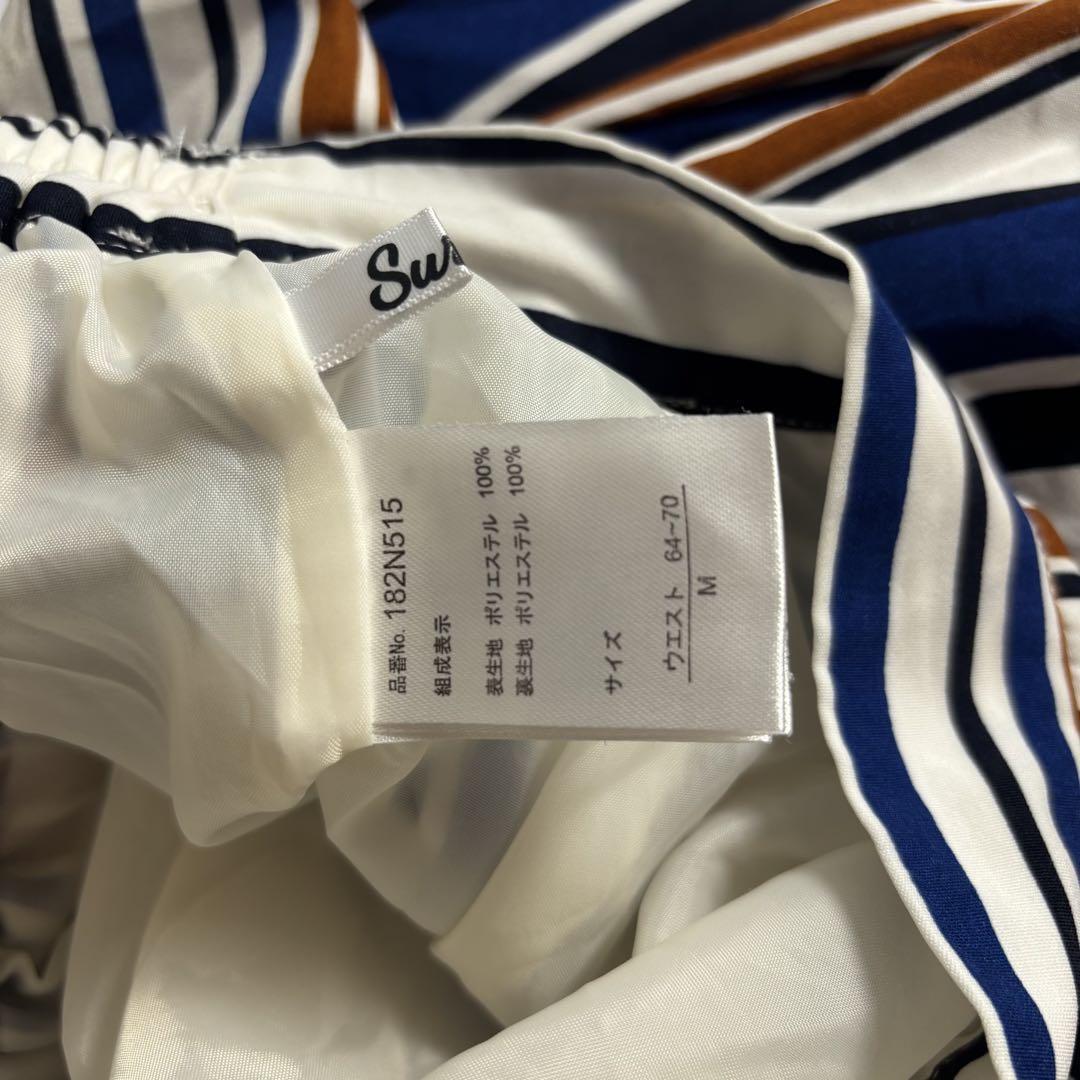 品番No. 182N515
組成表示
表生地 ポリエステル 100%
裏生地 ポリエステル 100%
サイズ
ウエスト 64~70
M